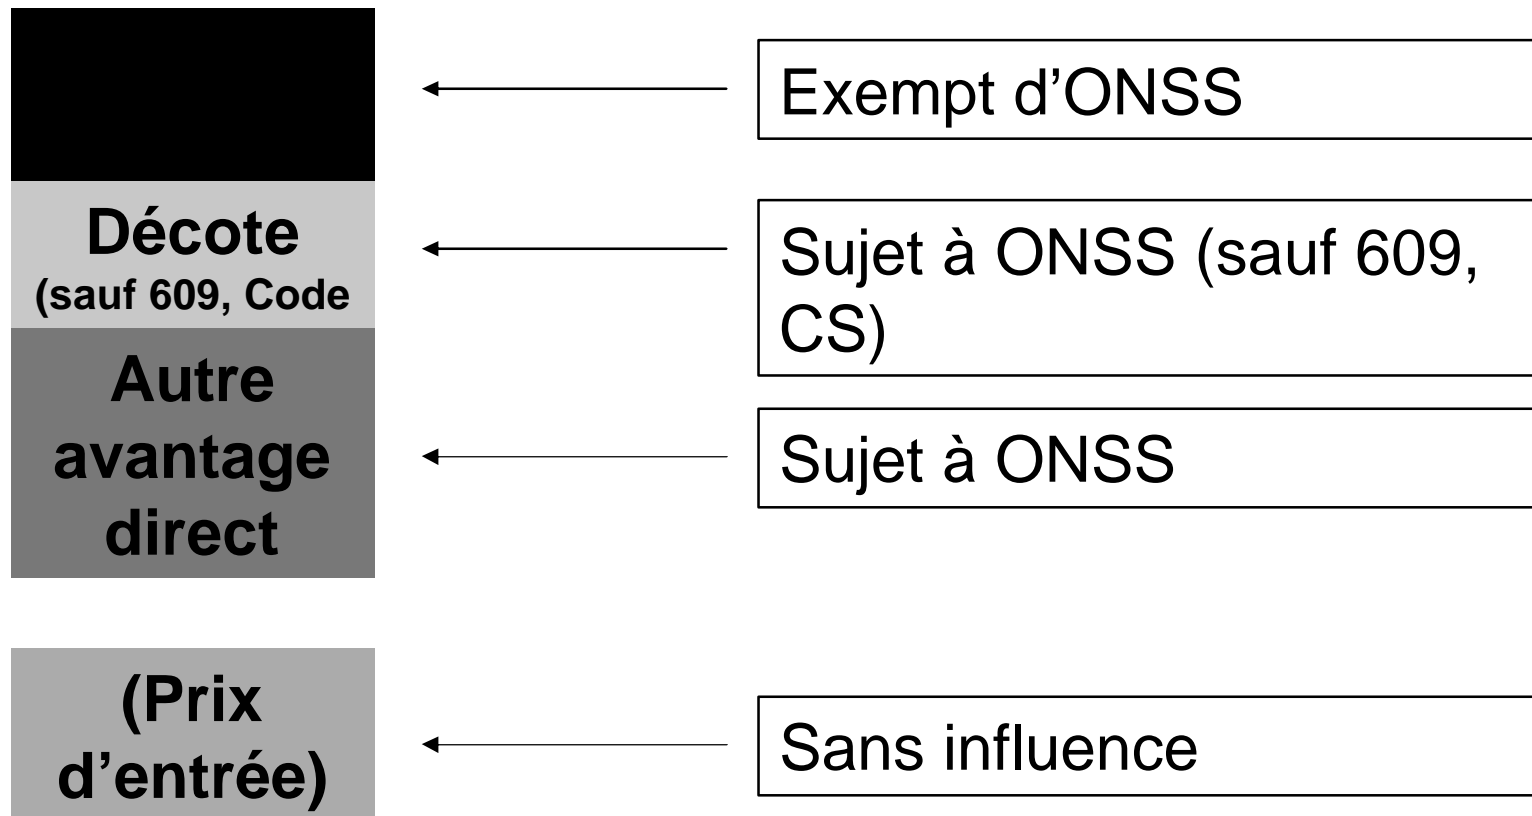 Exempt d’ONSS
Décote
(sauf 609, Code
Sujet à ONSS (sauf 609,
CS)
Autre
avantage
direct
Sujet à ONSS
(Prix
d’entrée)
Sans influence